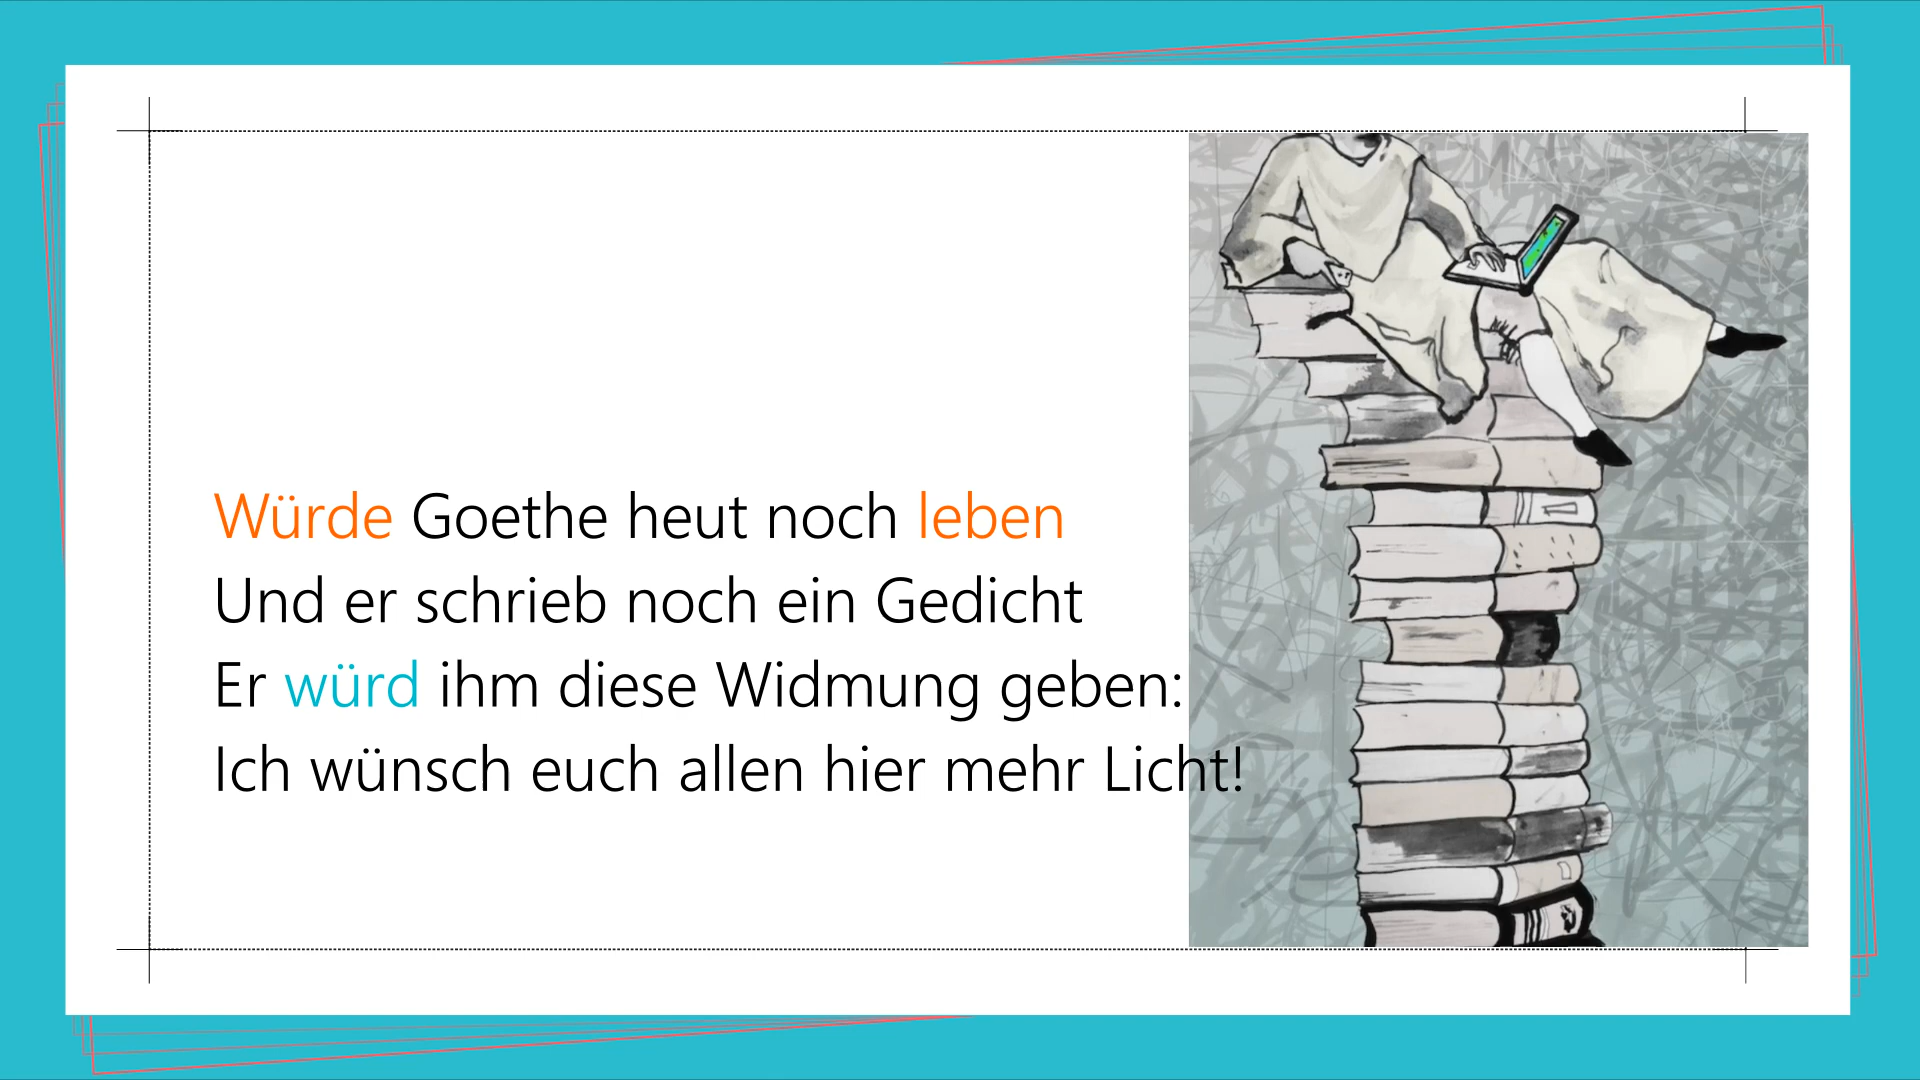 Würde Goethe heut noch leben
Und er schrieb noch ein Gedicht
Er würd ihm diese Widmung geben:
Ich wünsch euch allen hier mehr Licht!